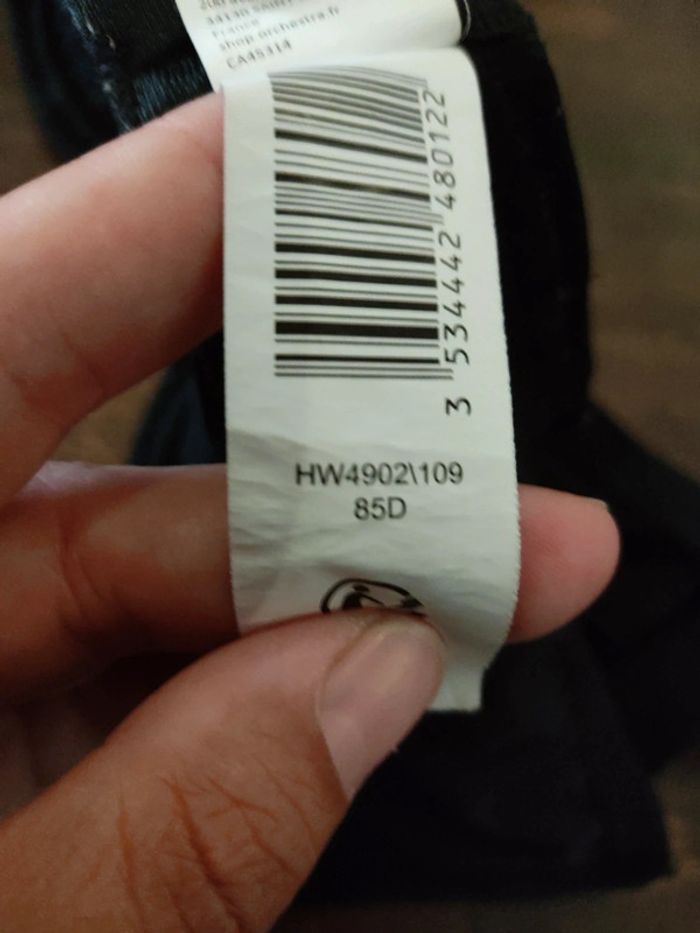 France
shop.orchestra.fr
CA45314
3 534442 480122
HW4902\109
85D